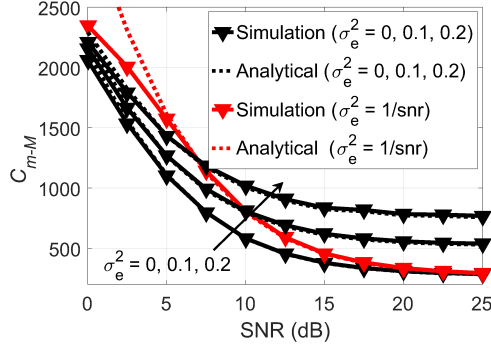 2500
2000
1500
1000
500
C_{m-M}
Simulation (σ_e^2 = 0, 0.1, 0.2)
Analytical (σ_e^2 = 0, 0.1, 0.2)
Simulation (σ_e^2 = 1/snr)
Analytical (σ_e^2 = 1/snr)
σ_e^2 = 0, 0.1, 0.2
0 5 10 15 20 25
SNR (dB)